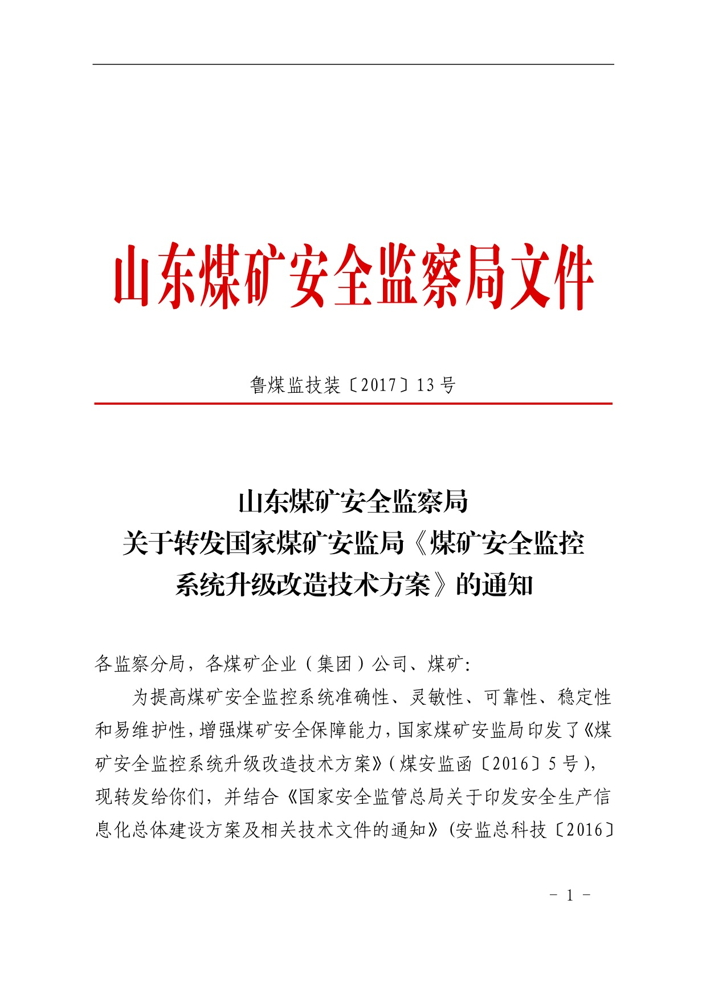 山东煤矿安全监察局文件
鲁煤监技装〔2017〕13 号
山东煤矿安全监察局
关于转发国家煤矿安监局《煤矿安全监控
系统升级改造技术方案》的通知
各监察分局，各煤矿企业（集团）公司、煤矿：
为提高煤矿安全监控系统准确性、灵敏性、可靠性、稳定性
和易维护性，增强煤矿安全保障能力，国家煤矿安监局印发了《煤
矿安全监控系统升级改造技术方案》（煤安监函〔2016〕5 号），
现转发给你们，并结合《国家安全监管总局关于印发安全生产信
息化总体建设方案及相关技术文件的通知》（安监总科技〔2016〕
- 1 -